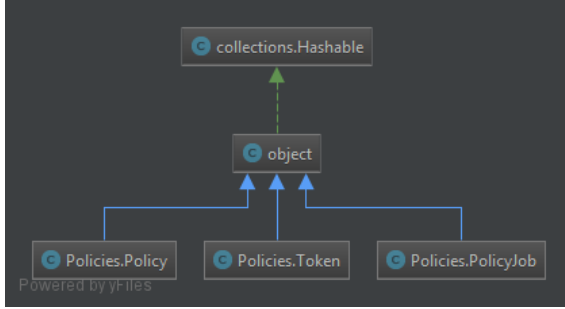 C collections.Hashable
C object
C Policies.Policy
C Policies.Token
C Policies.PolicyJob
Powered by yFiles